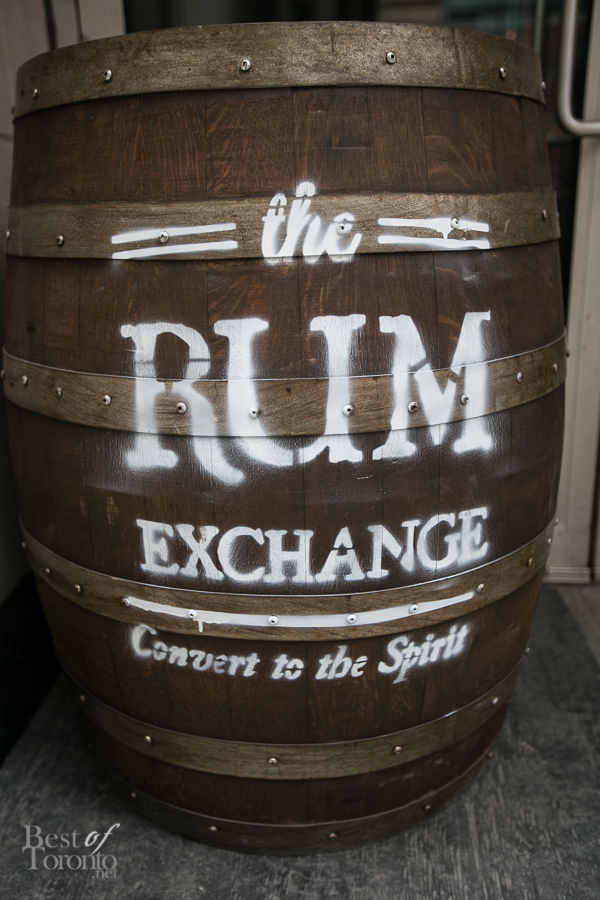 the
RUM
EXCHANGE
Convert to the Spirit
Best of
Toronto
.net